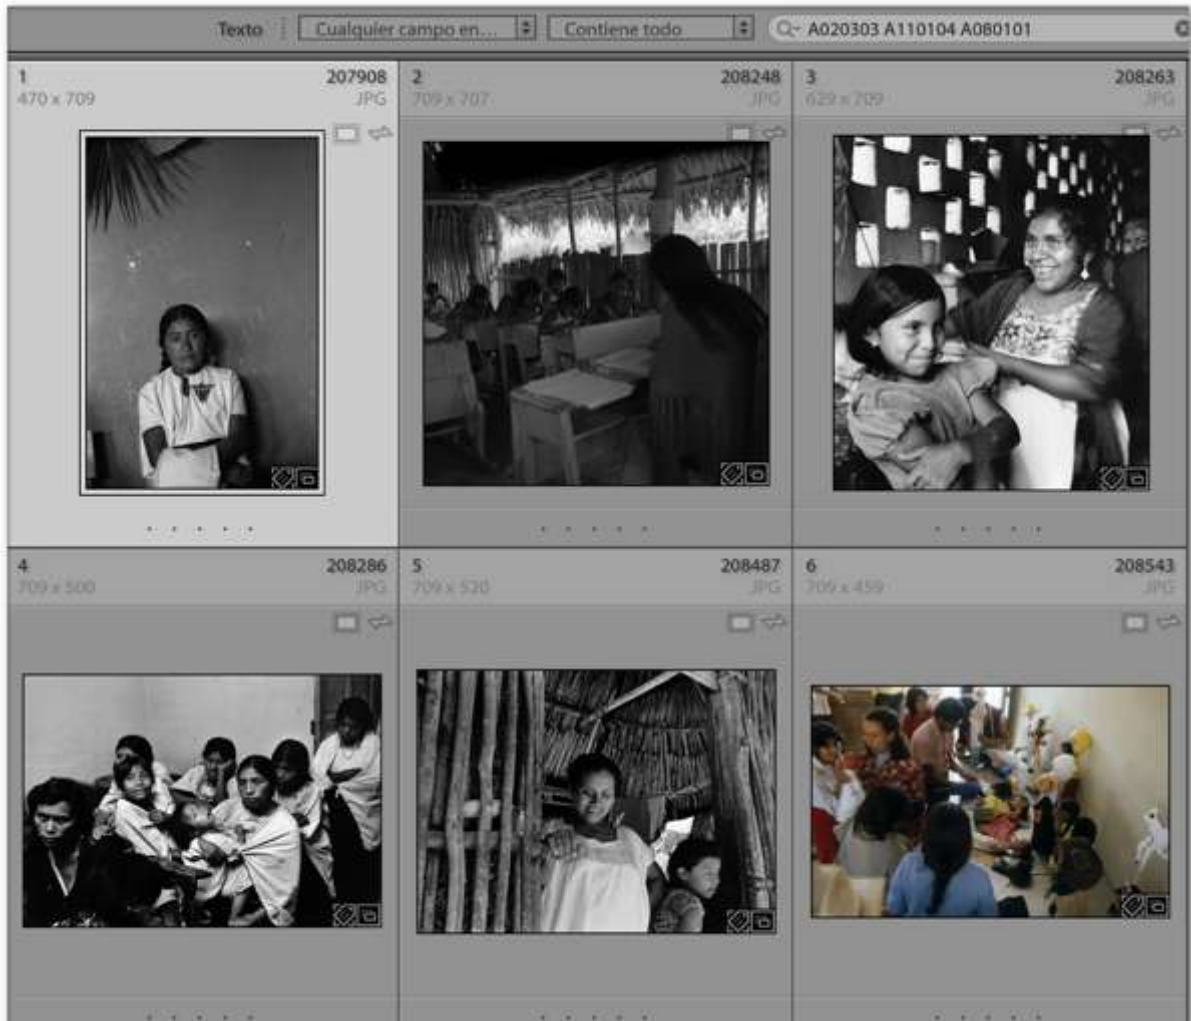 Texto Cualquier campo en... Contiene todo A020303 A110104 A080101
1 207908 2 208248 3 208263
470 x 709 JPG 709 x 707 JPG 629 x 709 JPG
4 208286 5 208487 6 208543
709 x 500 JPG 709 x 520 JPG 709 x 459 JPG